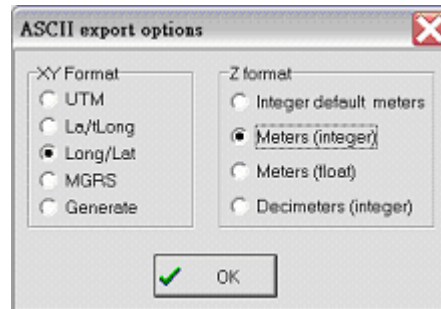 ASCII export options
XY Format
UTM
La/tLong
Long/Lat
MGRS
Generate
Z format
Integer default meters
Meters (integer)
Meters (float)
Decimeters (integer)
OK